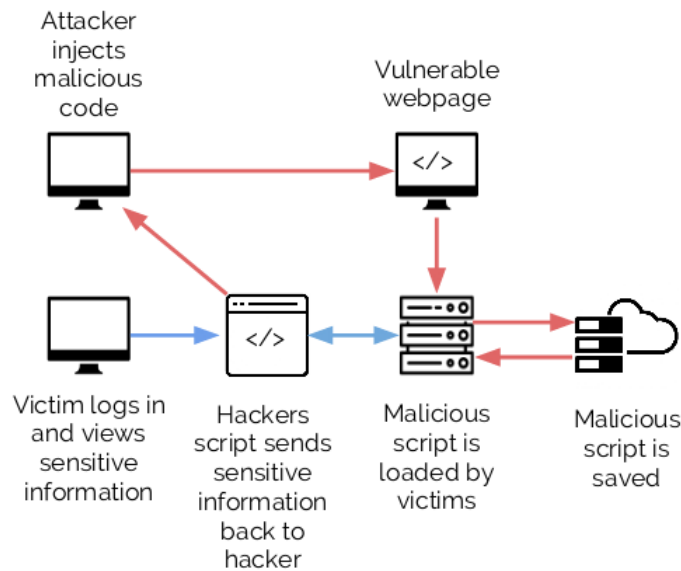 Attacker
injects
malicious
code
Vulnerable
webpage
</>
</>
Victim logs in
and views
sensitive
information
Hackers
script sends
sensitive
information
back to
hacker
Malicious
script is
loaded by
victims
Malicious
script is
saved